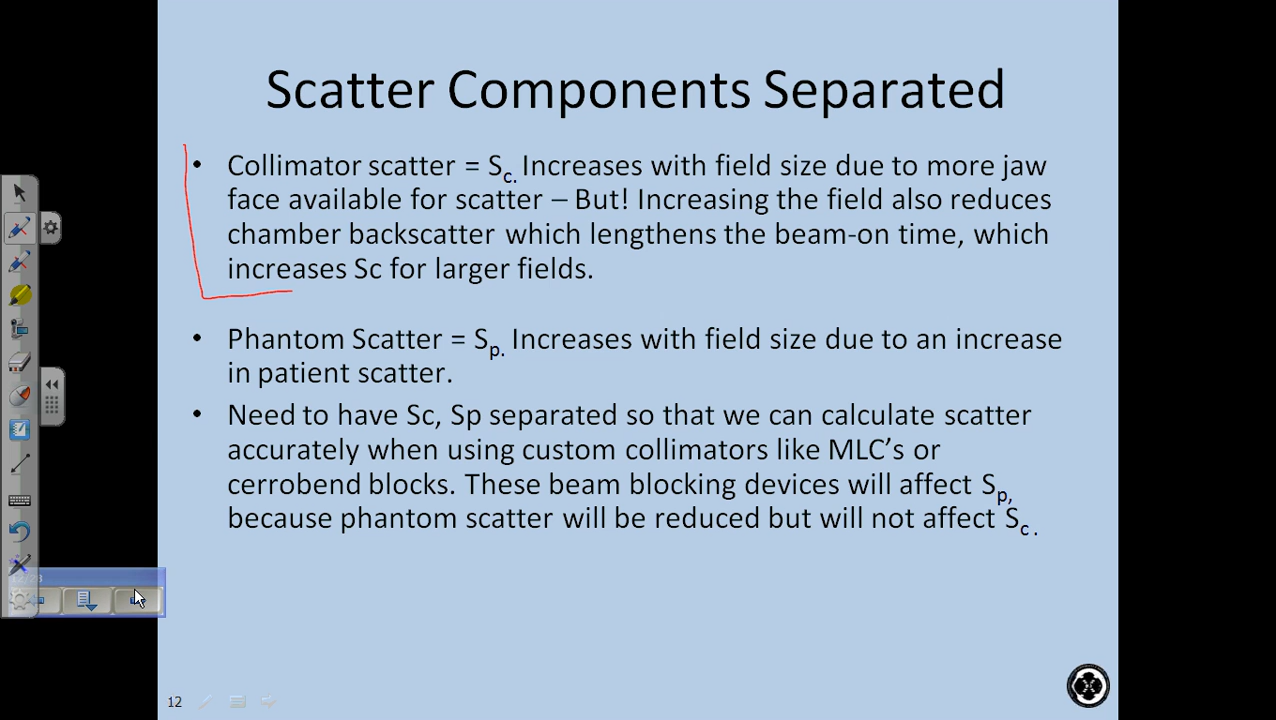 Scatter Components Separated
• Collimator scatter = Sc. Increases with field size due to more jaw
face available for scatter – But! Increasing the field also reduces
chamber backscatter which lengthens the beam-on time, which
increases Sc for larger fields.
• Phantom Scatter = Sp. Increases with field size due to an increase
in patient scatter.
• Need to have Sc, Sp separated so that we can calculate scatter
accurately when using custom collimators like MLC’s or
cerrobend blocks. These beam blocking devices will affect Sp,
because phantom scatter will be reduced but will not affect Sc .
12